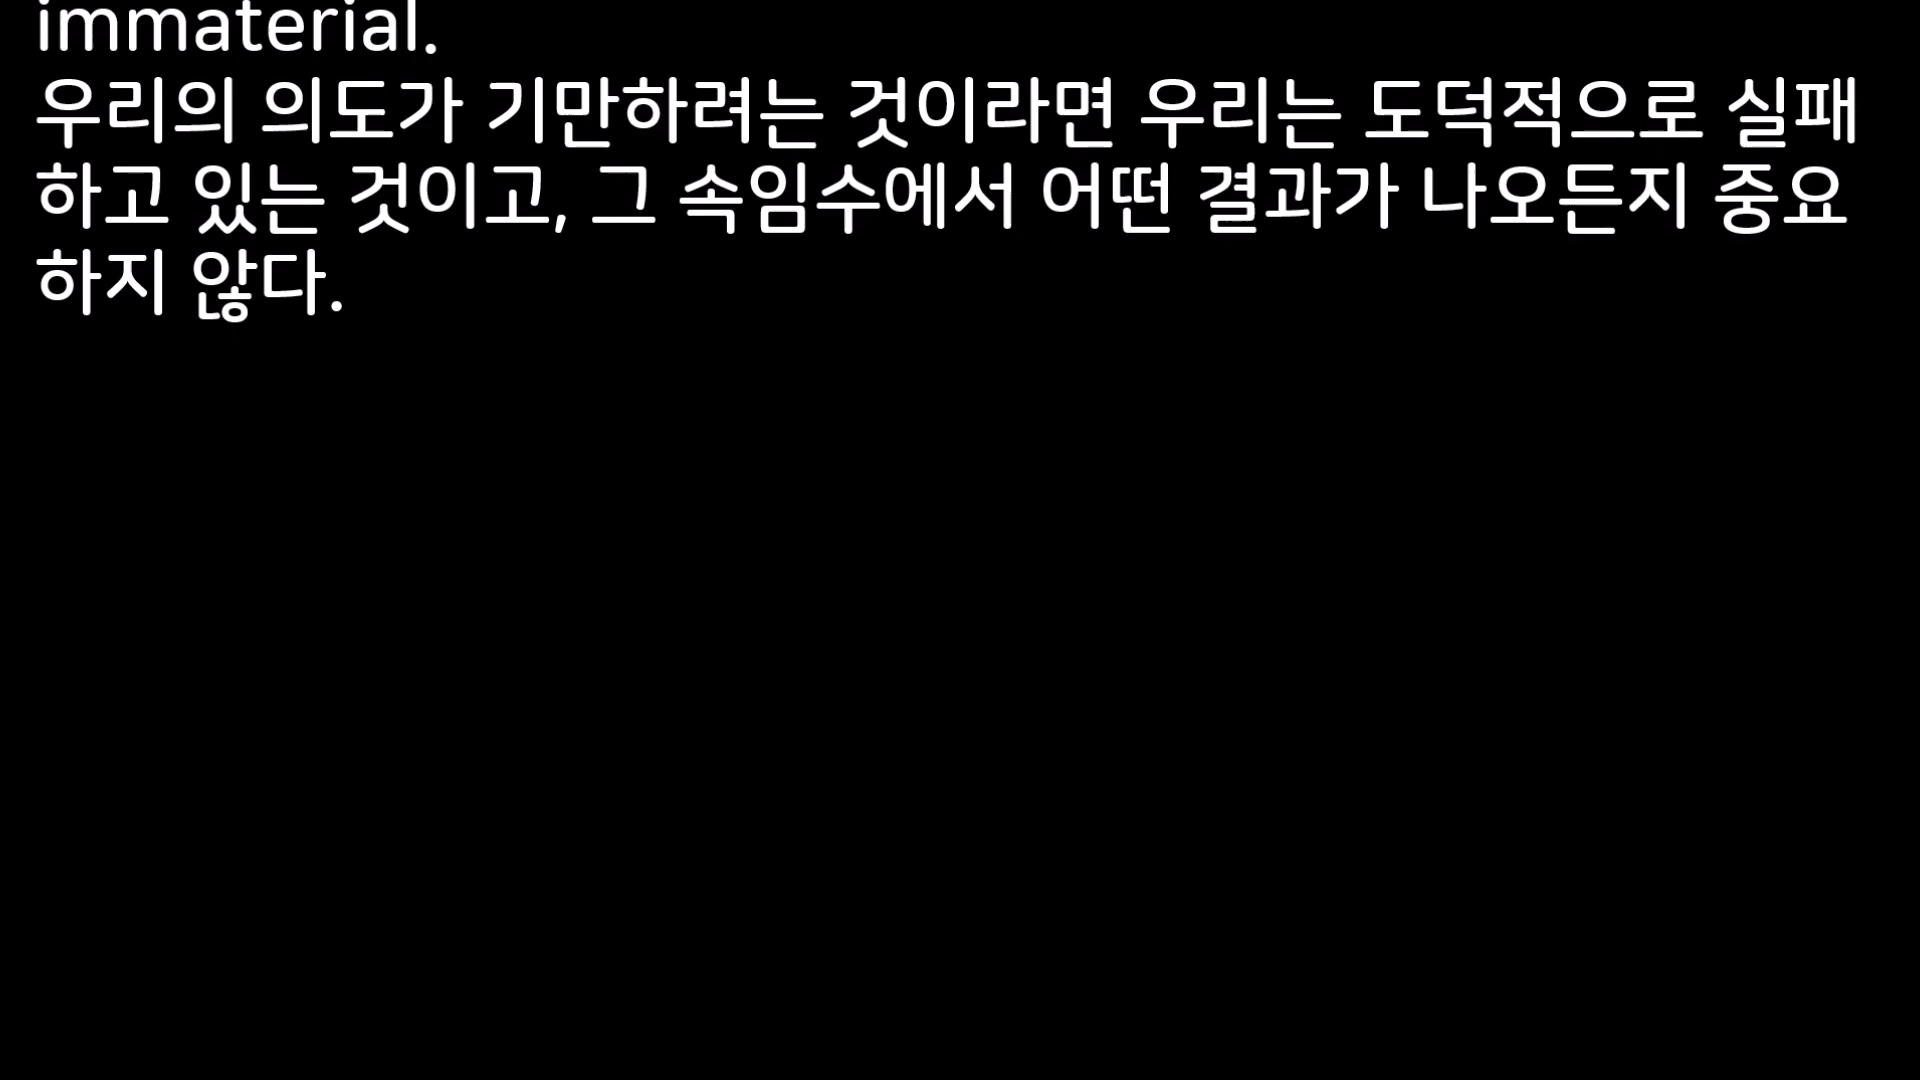 immaterial.
우리의 의도가 기만하려는 것이라면 우리는 도덕적으로 실패
하고 있는 것이고, 그 속임수에서 어떤 결과가 나오든지 중요
하지 않다.